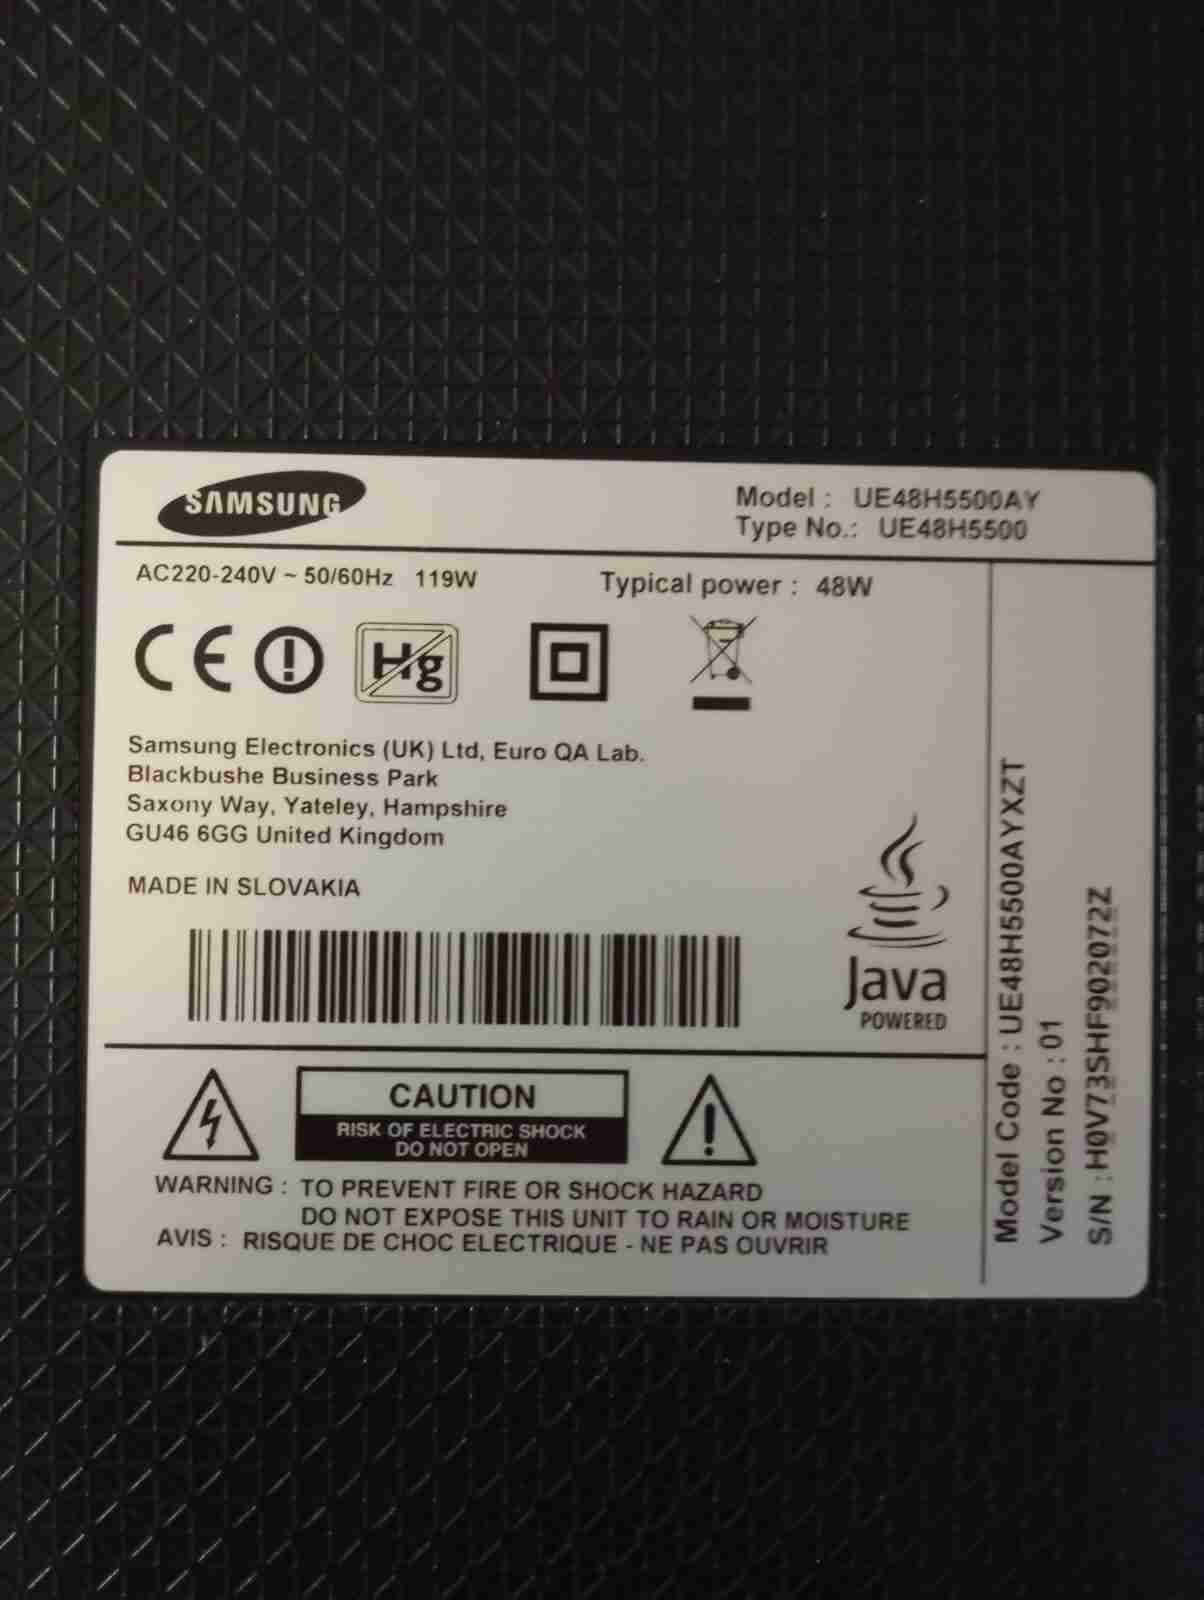 SAMSUNG
Model : UE48H5500AY
Type No.: UE48H5500
AC220-240V ~ 50/60Hz 119W Typical power : 48W
CE
Hg
Samsung Electronics (UK) Ltd, Euro QA Lab.
Blackbushe Business Park
Saxony Way, Yateley, Hampshire
GU46 6GG United Kingdom
MADE IN SLOVAKIA
Java
POWERED
CAUTION
RISK OF ELECTRIC SHOCK
DO NOT OPEN
WARNING : TO PREVENT FIRE OR SHOCK HAZARD
DO NOT EXPOSE THIS UNIT TO RAIN OR MOISTURE
AVIS : RISQUE DE CHOC ELECTRIQUE - NE PAS OUVRIR
Model Code : UE48H5500AYXZT
Version No : 01
S/N : H0V73SHF902072Z